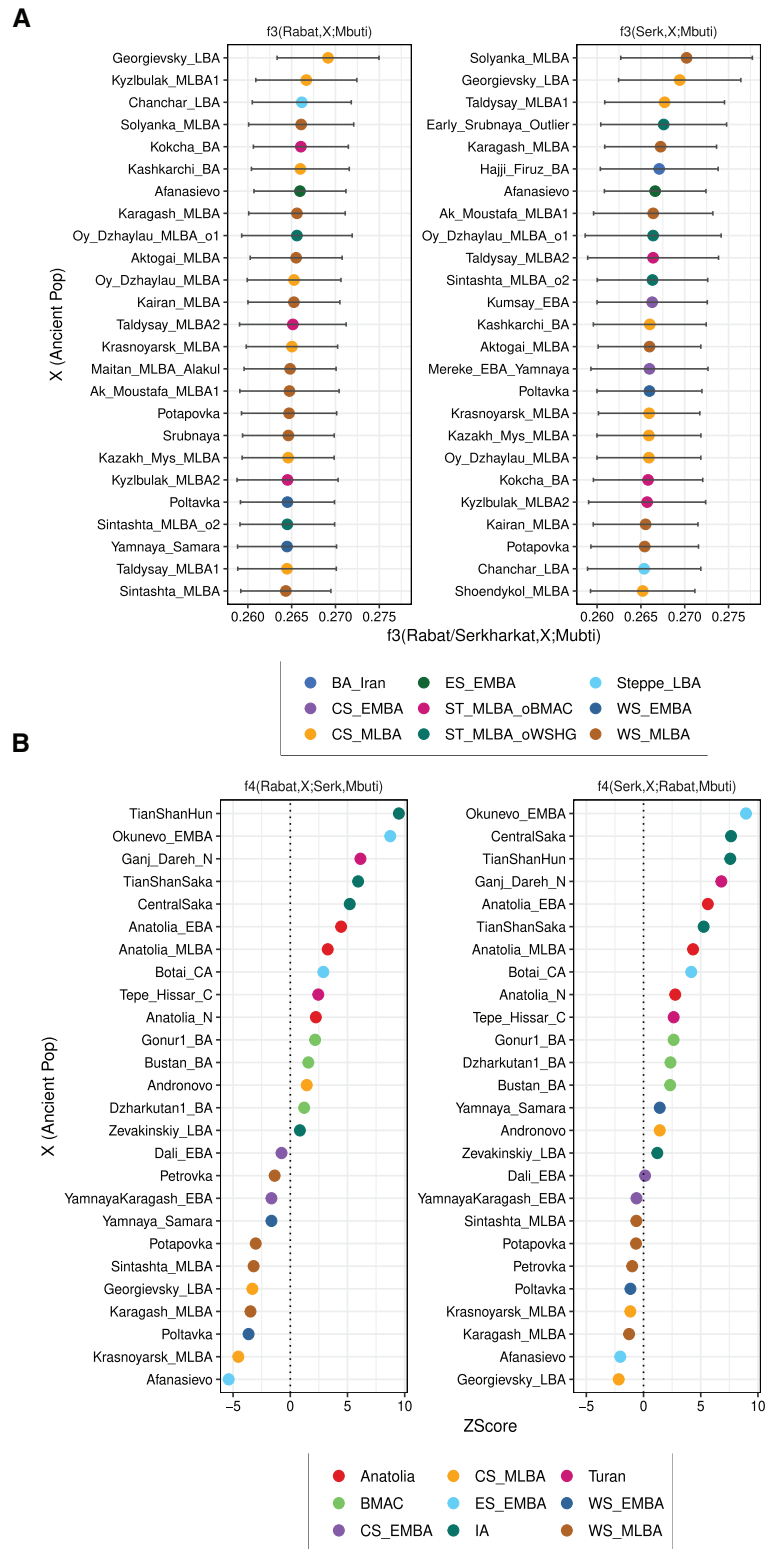 A
f3(Rabat,X;Mbuti)
f3(Serk,X;Mbuti)
X (Ancient Pop)
Georgievsky_LBA
Kyzlbulak_MLBA1
Chanchar_LBA
Solyanka_MLBA
Kokcha_BA
Kashkarchi_BA
Afanasievo
Karagash_MLBA
Oy_Dzhaylau_MLBA_o1
Aktogai_MLBA
Oy_Dzhaylau_MLBA
Kairan_MLBA
Taldysay_MLBA2
Krasnoyarsk_MLBA
Maitan_MLBA_Alakul
Ak_Moustafa_MLBA1
Potapovka
Srubnaya
Kazakh_Mys_MLBA
Kyzlbulak_MLBA2
Poltavka
Sintashta_MLBA_o2
Yamnaya_Samara
Taldysay_MLBA1
Sintashta_MLBA
0.260 0.265 0.270 0.275
Solyanka_MLBA
Georgievsky_LBA
Taldysay_MLBA1
Early_Srubnaya_Outlier
Karagash_MLBA
Hajji_Firuz_BA
Afanasievo
Ak_Moustafa_MLBA1
Oy_Dzhaylau_MLBA_o1
Taldysay_MLBA2
Sintashta_MLBA_o2
Kumsay_EBA
Kashkarchi_BA
Aktogai_MLBA
Mereke_EBA_Yamnaya
Poltavka
Krasnoyarsk_MLBA
Kazakh_Mys_MLBA
Oy_Dzhaylau_MLBA
Kokcha_BA
Kyzlbulak_MLBA2
Kairan_MLBA
Potapovka
Chanchar_LBA
Shoendykol_MLBA
0.260 0.265 0.270 0.275
f3(Rabat/Serkharkat,X;Mubti)
BA_Iran ES_EMBA Steppe_LBA
CS_EMBA ST_MLBA_oBMAC WS_EMBA
CS_MLBA ST_MLBA_oWSHG WS_MLBA
B
f4(Rabat,X;Serk,Mbuti)
f4(Serk,X;Rabat,Mbuti)
X (Ancient Pop)
TianShanHun
Okunevo_EMBA
Ganj_Dareh_N
TianShanSaka
CentralSaka
Anatolia_EBA
Anatolia_MLBA
Botai_CA
Tepe_Hissar_C
Anatolia_N
Gonur1_BA
Bustan_BA
Andronovo
Dzharkutan1_BA
Zevakinskiy_LBA
Dali_EBA
Petrovka
YamnayaKaragash_EBA
Yamnaya_Samara
Potapovka
Sintashta_MLBA
Georgievsky_LBA
Karagash_MLBA
Poltavka
Krasnoyarsk_MLBA
Afanasievo
−5 0 5 10
Okunevo_EMBA
CentralSaka
TianShanHun
Ganj_Dareh_N
Anatolia_EBA
TianShanSaka
Anatolia_MLBA
Botai_CA
Anatolia_N
Tepe_Hissar_C
Gonur1_BA
Dzharkutan1_BA
Bustan_BA
Yamnaya_Samara
Andronovo
Zevakinskiy_LBA
Dali_EBA
YamnayaKaragash_EBA
Sintashta_MLBA
Potapovka
Petrovka
Poltavka
Krasnoyarsk_MLBA
Karagash_MLBA
Afanasievo
Georgievsky_LBA
−5 0 5 10
ZScore
Anatolia CS_MLBA Turan
BMAC ES_EMBA WS_EMBA
CS_EMBA IA WS_MLBA